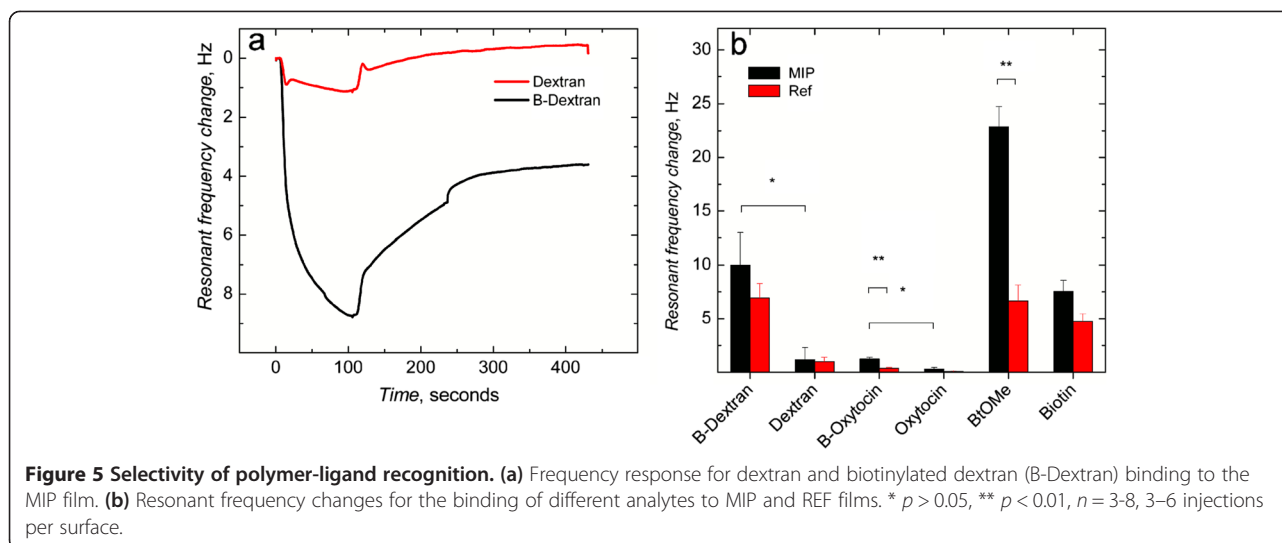 a
0
2
4
6
8
Resonant frequency change, Hz
Dextran
B-Dextran
0 100 200 300 400
Time, seconds
b
30
25
20
15
10
5
Resonant frequency change, Hz
MIP
Ref
*
**
*
**
B-Dextran
Dextran
B-Oxytocin
Oxytocin
BtOMe
Biotin
Figure 5 Selectivity of polymer-ligand recognition. (a) Frequency response for dextran and biotinylated dextran (B-Dextran) binding to the
MIP film. (b) Resonant frequency changes for the binding of different analytes to MIP and REF films. * p > 0.05, ** p < 0.01, n = 3-8, 3–6 injections
per surface.